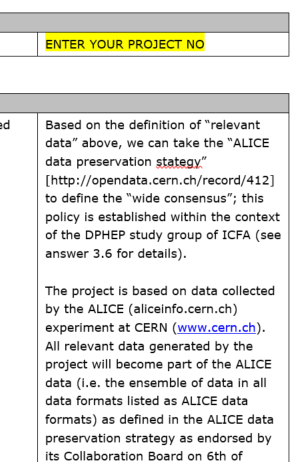 ENTER YOUR PROJECT NO
ed
Based on the definition of “relevant
data” above, we can take the “ALICE
data preservation stategy”
[http://opendata.cern.ch/record/412]
to define the “wide consensus”; this
policy is established within the context
of the DPHEP study group of ICFA (see
answer 3.6 for details).
The project is based on data collected
by the ALICE (aliceinfo.cern.ch)
experiment at CERN (www.cern.ch).
All relevant data generated by the
project will become part of the ALICE
data (i.e. the ensemble of data in all
data formats listed as ALICE data
formats) as defined in the ALICE data
preservation strategy as endorsed by
its Collaboration Board on 6th of